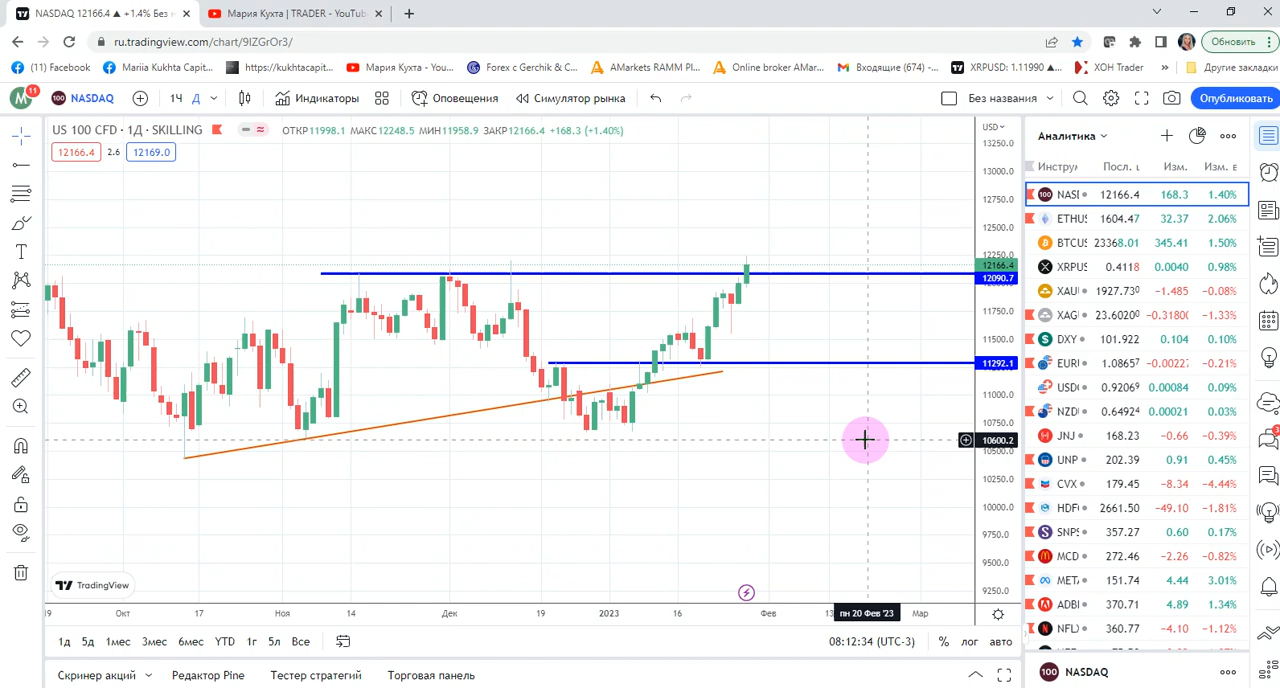 NASDAQ 12166.4 ▲ +1.4% Без н
Мария Кухта | TRADER - YouTub
ru.tradingview.com/chart/9IZGrOr3/
Обновить
(11) Facebook
Mariia Kukhta Capit...
https://kukhtacapit...
Мария Кухта - You...
Forex Gerchik & C...
AMarkets RAMM Pl...
Online broker AMar...
Входящие (674) -...
XRPUSD: 1.11990 ▲...
XOH Trader
»
Другие закладки
M
11
100
NASDAQ
1Ч
Д
Индикаторы
Оповещения
Симулятор рынка
Без названия
Опубликовать
US 100 CFD · 1Д · SKILLING
ОТКР11998.1 МАКС12248.5 МИН11958.9 ЗАКР12166.4 +168.3 (+1.40%)
12166.4
2.6
12169.0
USD
13250.0
13000.0
12750.0
12500.0
12250.0
12166.4
12090.7
11750.0
11500.0
11292.1
11000.0
10750.0
10600.2
10250.0
10000.0
9750.0
9500.0
9250.0
TradingView
Окт
17
Ноя
14
Дек
19
2023
16
Фев
13
пн 20 Фев '23
Мар
1д
5д
1мес
3мес
6мес
YTD
1г
5л
Все
08:12:34 (UTC-3)
%
лог
авто
Скринер акций
Редактор Pine
Тестер стратегий
Торговая панель
Аналитика
Инстру
Посл.
Изм.
NASI 12166.4 168.3 1.40%
ETHUS 1604.47 32.37 2.06%
BTCUS 23368.01 345.41 1.50%
XRPUS 0.4118 0.0040 0.98%
XAU 1927.730 -1.485 -0.08%
XAG 23.60200 -0.31800 -1.33%
DXY 101.922 0.104 0.10%
EURI 1.08657 -0.00227 -0.21%
USD 0.92069 0.00084 0.09%
NZD 0.64924 0.00021 0.03%
JNJ 168.23 -0.66 -0.39%
UNP 202.39 0.91 0.45%
CVX 179.45 -8.34 -4.44%
HDF 2661.50 -49.10 -1.81%
SNPS 357.27 0.60 0.17%
MCD 272.46 -2.26 -0.82%
META 151.74 4.44 3.01%
ADBI 370.71 4.89 1.34%
NFLX 360.77 -4.10 -1.12%
100
NASDAQ